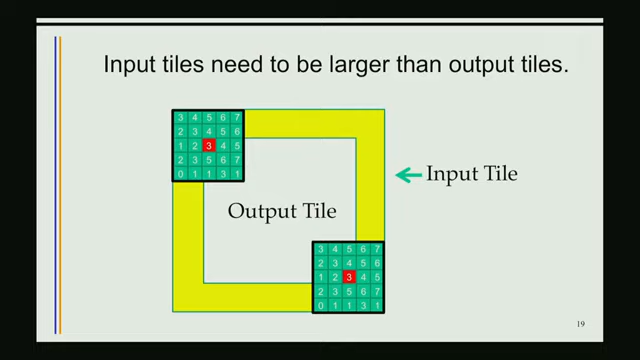 Input tiles need to be larger than output tiles.
3 4 5 6 7
2 3 4 5 6
1 2 3 4 5
2 3 5 6 7
0 1 1 3 1
Input Tile
Output Tile
3 4 5 6 7
2 3 4 5 6
1 2 3 4 5
2 3 5 6 7
0 1 1 3 1
19